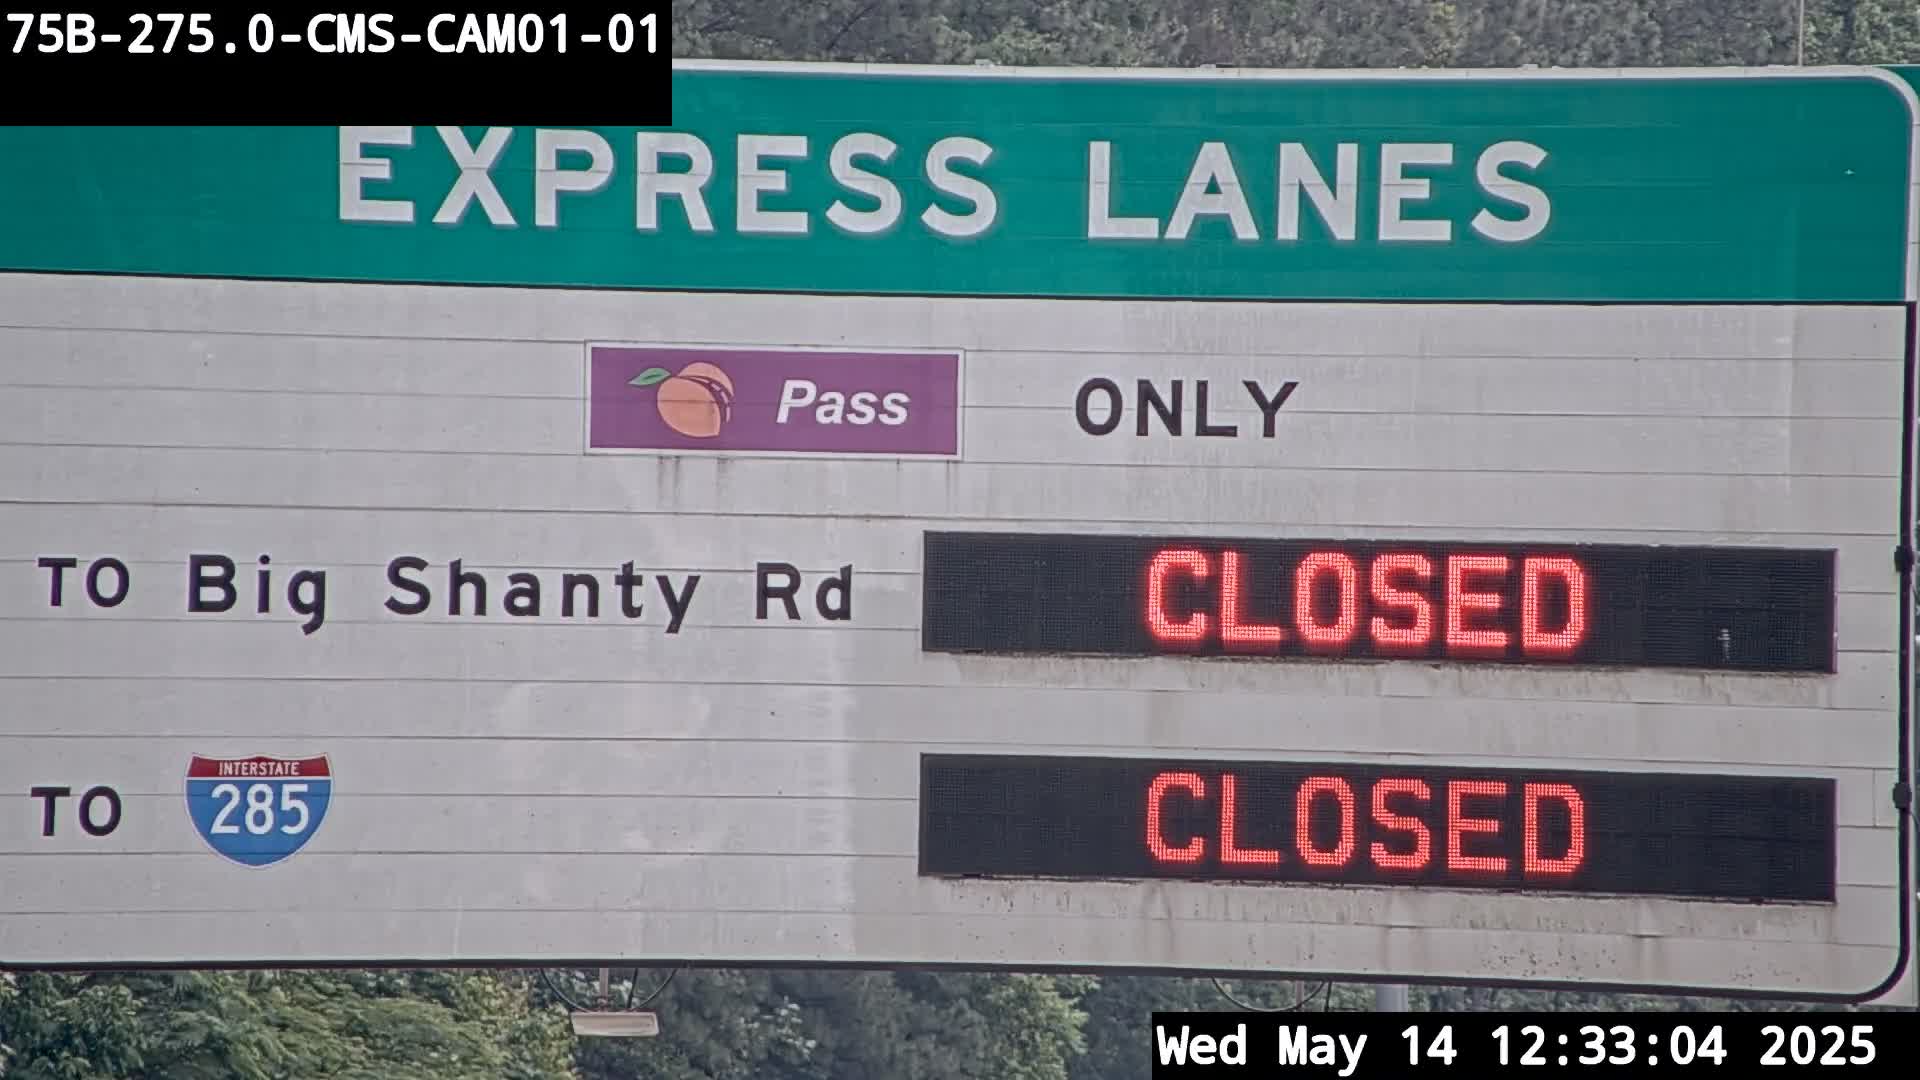 75B-275.0-CMS-CAM01-01
EXPRESS LANES
Pass ONLY
TO Big Shanty Rd CLOSED
TO INTERSTATE 285 CLOSED
Wed May 14 12:33:04 2025